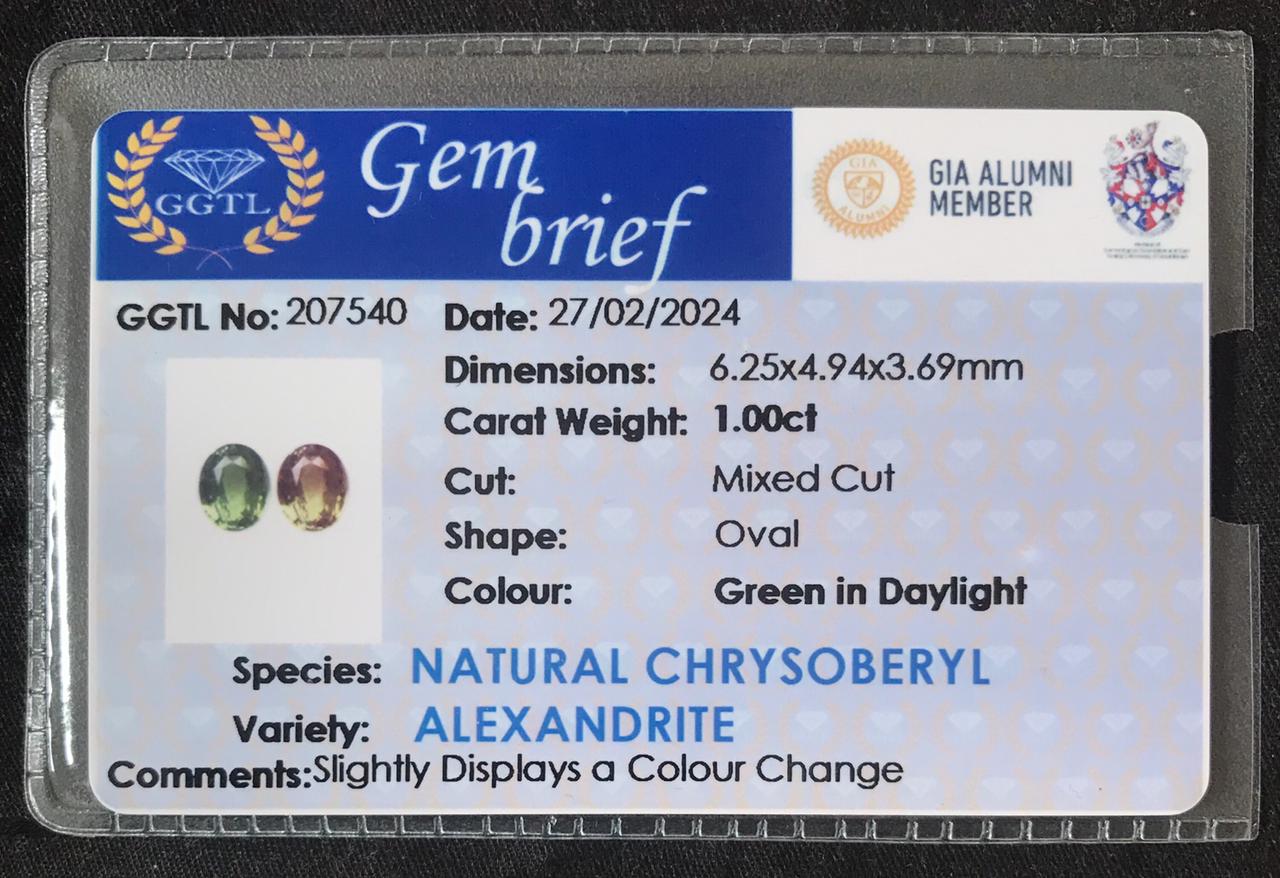 GGTL
Gem
brief
GIA
ALUMNI
GIA ALUMNI
MEMBER
GGTL No: 207540 Date: 27/02/2024
Dimensions: 6.25x4.94x3.69mm
Carat Weight: 1.00ct
Cut: Mixed Cut
Shape: Oval
Colour: Green in Daylight
Species: NATURAL CHRYSOBERYL
Variety: ALEXANDRITE
Comments:Slightly Displays a Colour Change